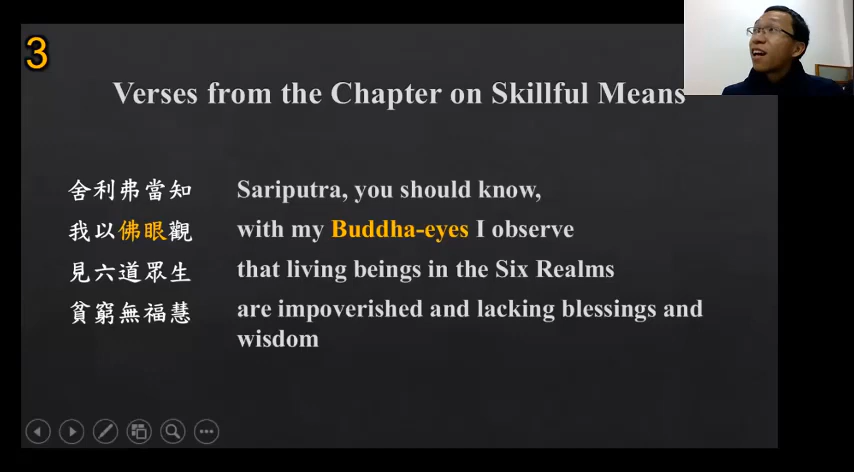 3
Verses from the Chapter on Skillful Means
舍利弗當知
Sariputra, you should know,
我以佛眼觀
with my Buddha-eyes I observe
見六道眾生
that living beings in the Six Realms
貧窮無福慧
are impoverished and lacking blessings and
wisdom